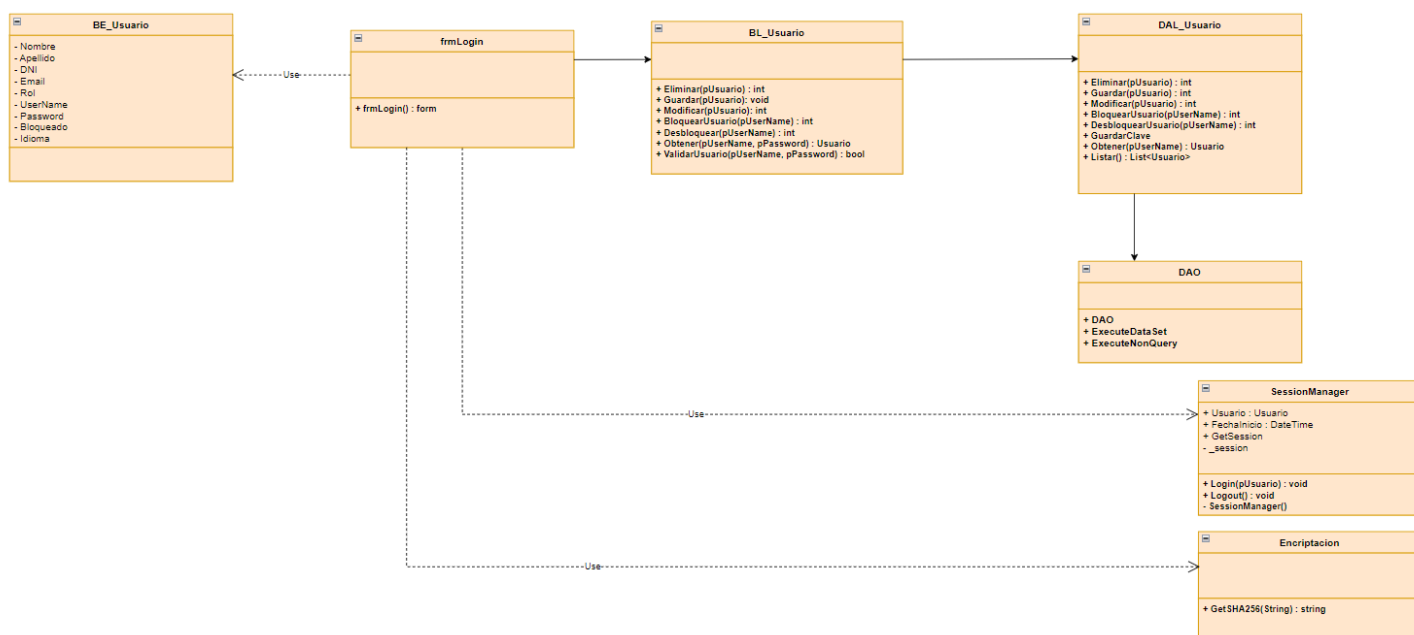 BE_Usuario
- Nombre
- Apellido
- DNI
- Email
- Rol
- UserName
- Password
- Bloqueado
- Idioma
Use
frmLogin
+ frmLogin() : form
BL_Usuario
+ Eliminar(pUsuario) : int
+ Guardar(pUsuario): void
+ Modificar(pUsuario): int
+ BloquearUsuario(pUserName) : int
+ Desbloquear(pUserName) : int
+ Obtener(pUserName, pPassword) : Usuario
+ ValidarUsuario(pUserName, pPassword) : bool
DAL_Usuario
+ Eliminar(pUsuario) : int
+ Guardar(pUsuario) : int
+ Modificar(pUsuario) : int
+ BloquearUsuario(pUserName) : int
+ DesbloquearUsuario(pUserName) : int
+ GuardarClave
+ Obtener(pUserName) : Usuario
+ Listar() : List<Usuario>
DAO
+ DAO
+ ExecuteDataSet
+ ExecuteNonQuery
Use
SessionManager
+ Usuario : Usuario
+ FechaInicio : DateTime
+ GetSession
- _session
+ Login(pUsuario) : void
+ Logout() : void
- SessionManager()
Use
Encriptacion
+ GetSHA256(String) : string